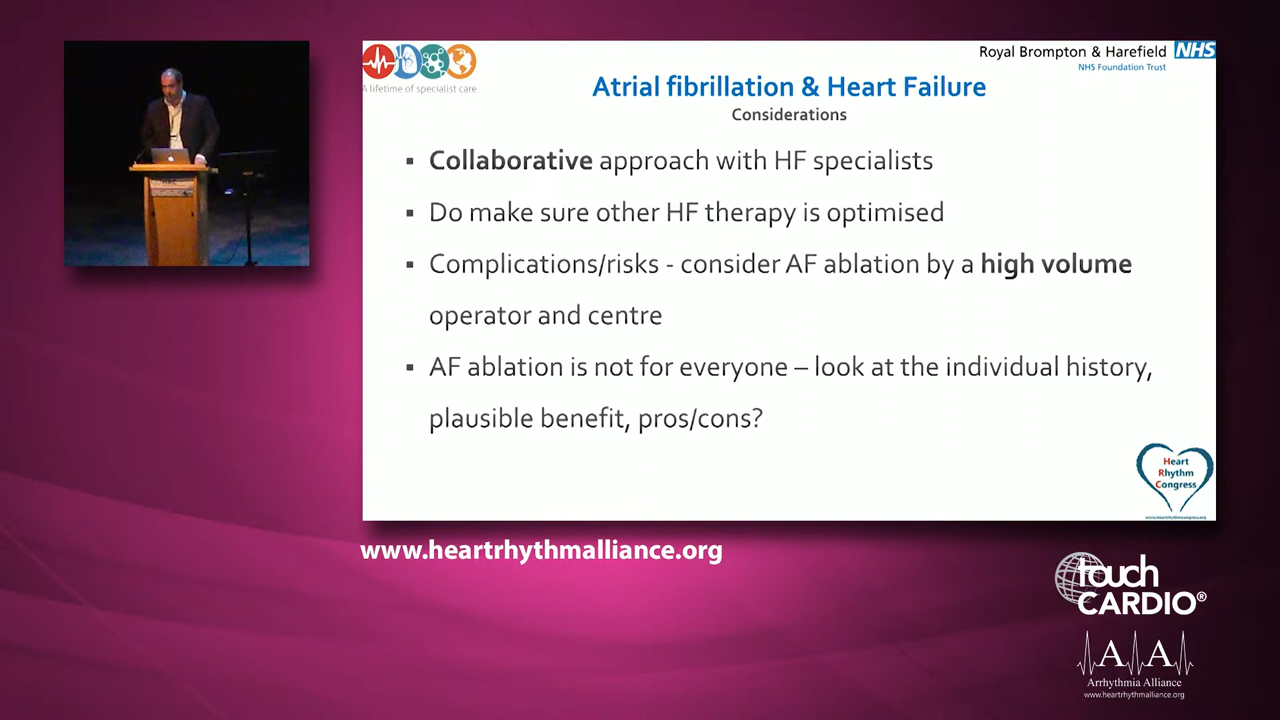 A lifetime of specialist care
Royal Brompton & Harefield NHS
NHS Foundation Trust
Atrial fibrillation & Heart Failure
Considerations
▪ Collaborative approach with HF specialists
▪ Do make sure other HF therapy is optimised
▪ Complications/risks - consider AF ablation by a high volume
operator and centre
▪ AF ablation is not for everyone – look at the individual history,
plausible benefit, pros/cons?
Heart
Rhythm
Congress
www.heartrhythmcongress.org
www.heartrhythmalliance.org
touch
CARDIO®
A A
Arrhythmia Alliance
www.heartrhythmalliance.org